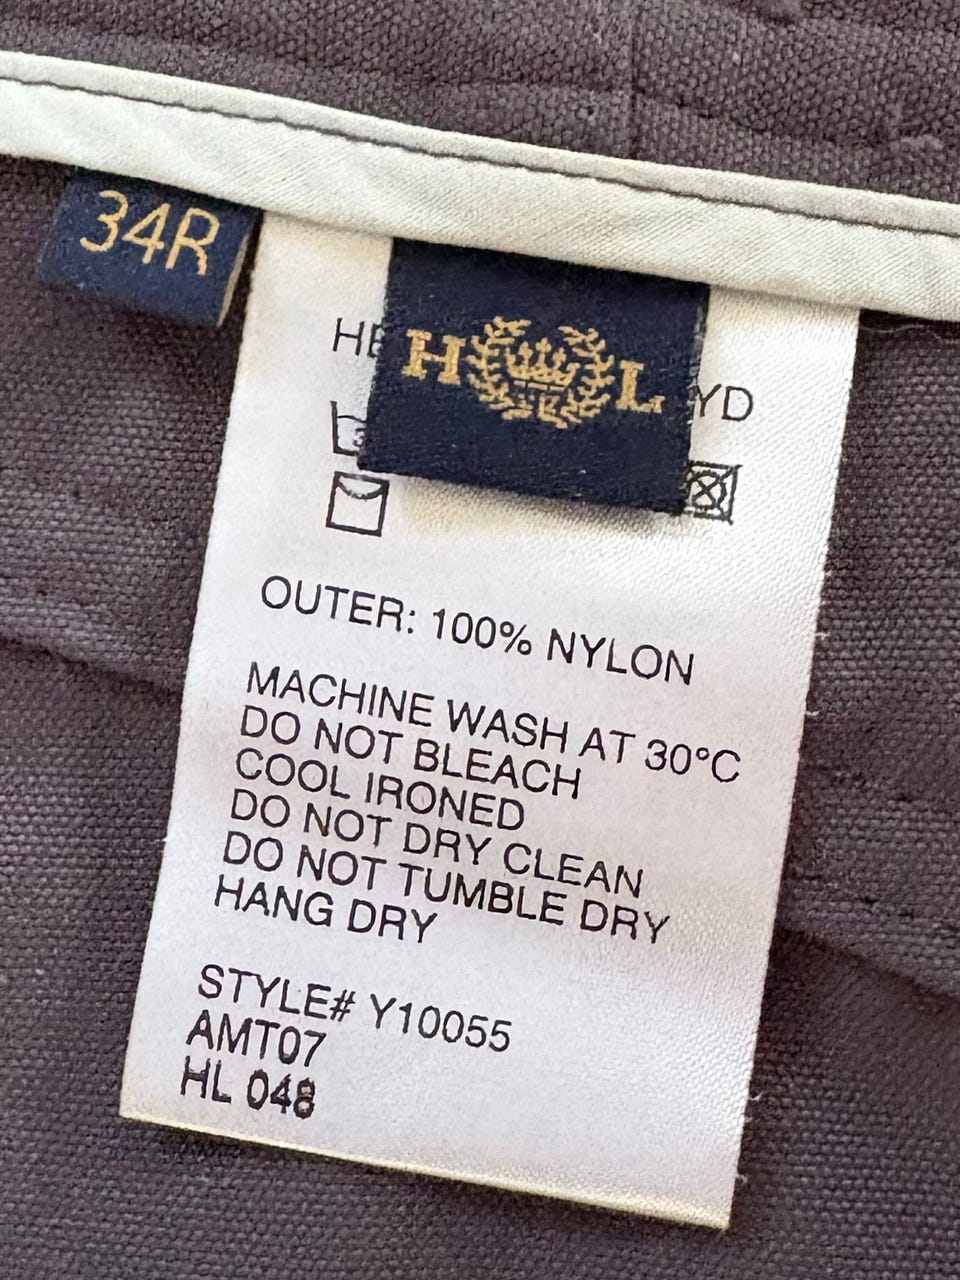 34R
H L
HE
YD
OUTER: 100% NYLON
MACHINE WASH AT 30°C
DO NOT BLEACH
COOL IRONED
DO NOT DRY CLEAN
DO NOT TUMBLE DRY
HANG DRY
STYLE# Y10055
AMT07
HL 048